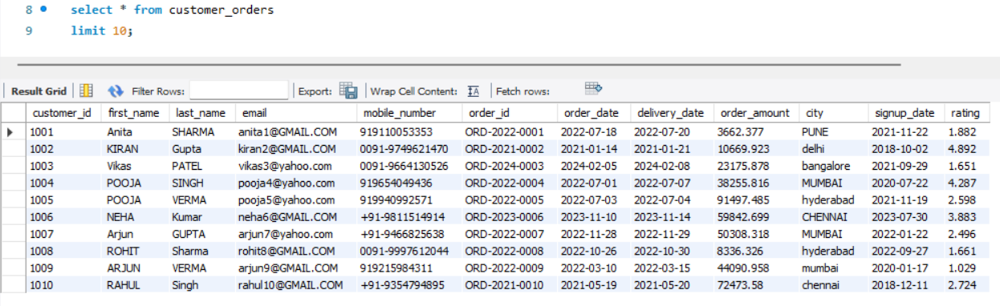 8 select * from customer_orders
9 limit 10;
Result Grid Filter Rows: Export: Wrap Cell Content: IA Fetch rows:
customer_id first_name last_name email mobile_number order_id order_date delivery_date order_amount city signup_date rating
1001 Anita SHARMA anita1@GMAIL.COM 919110053353 ORD-2022-0001 2022-07-18 2022-07-20 3662.377 PUNE 2021-11-22 1.882
1002 KIRAN Gupta kiran2@GMAIL.COM 0091-9749621470 ORD-2021-0002 2021-01-14 2021-01-21 10669.923 delhi 2018-10-02 4.892
1003 Vikas PATEL vikas3@yahoo.com 0091-9664130526 ORD-2024-0003 2024-02-05 2024-02-08 23175.878 bangalore 2021-09-29 1.651
1004 POOJA SINGH pooja4@yahoo.com 919654049436 ORD-2022-0004 2022-07-01 2022-07-07 38255.816 MUMBAI 2020-07-22 4.287
1005 POOJA VERMA pooja5@yahoo.com 919940992571 ORD-2022-0005 2022-07-03 2022-07-04 91497.485 hyderabad 2021-11-19 2.598
1006 NEHA Kumar neha6@GMAIL.COM +91-9811514914 ORD-2023-0006 2023-11-10 2023-11-14 59842.699 CHENNAI 2023-07-30 3.883
1007 Arjun GUPTA arjun7@yahoo.com +91-9466825638 ORD-2022-0007 2022-11-28 2022-11-29 50308.318 MUMBAI 2022-01-22 2.496
1008 ROHIT Sharma rohit8@GMAIL.COM 0091-9997612044 ORD-2022-0008 2022-10-26 2022-10-30 8336.326 hyderabad 2022-09-27 1.661
1009 ARJUN VERMA arjun9@GMAIL.COM 919215984311 ORD-2022-0009 2022-03-10 2022-03-15 44090.958 mumbai 2020-01-17 1.029
1010 RAHUL Singh rahul10@GMAIL.COM +91-9354794895 ORD-2021-0010 2021-05-19 2021-05-20 72473.58 chennai 2018-12-11 2.724